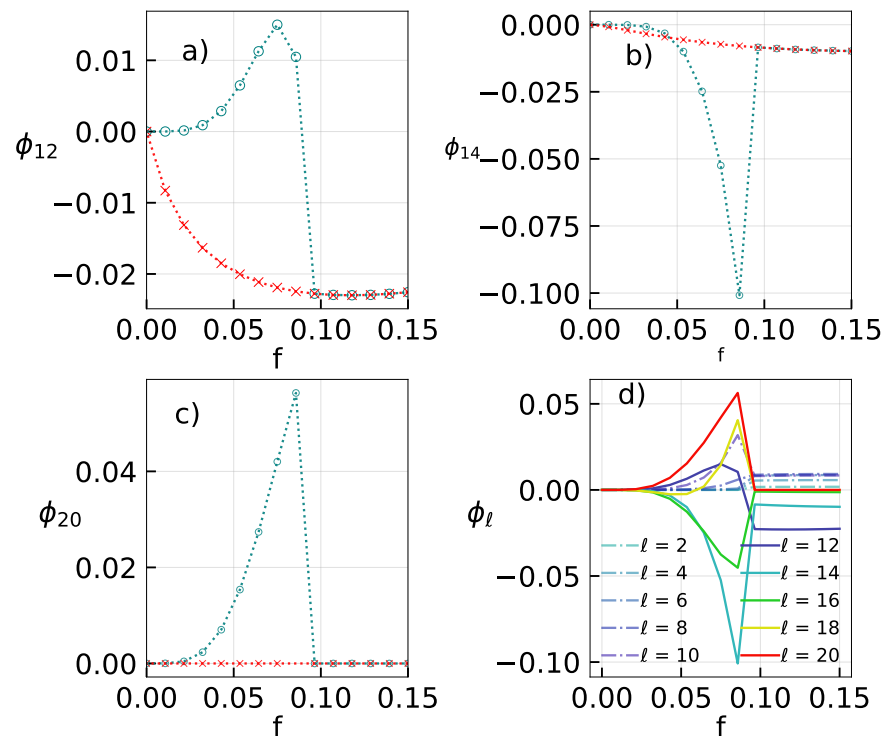 a)
0.01
0.00
−0.01
−0.02
ϕ12
0.00 0.05 0.10 0.15
f
b)
0.000
−0.025
−0.050
−0.075
−0.100
ϕ14
0.00 0.05 0.10 0.15
f
c)
0.04
0.02
0.00
ϕ20
0.00 0.05 0.10 0.15
f
d)
0.05
0.00
−0.05
−0.10
ϕℓ
ℓ = 2
ℓ = 4
ℓ = 6
ℓ = 8
ℓ = 10
ℓ = 12
ℓ = 14
ℓ = 16
ℓ = 18
ℓ = 20
0.00 0.05 0.10 0.15
f